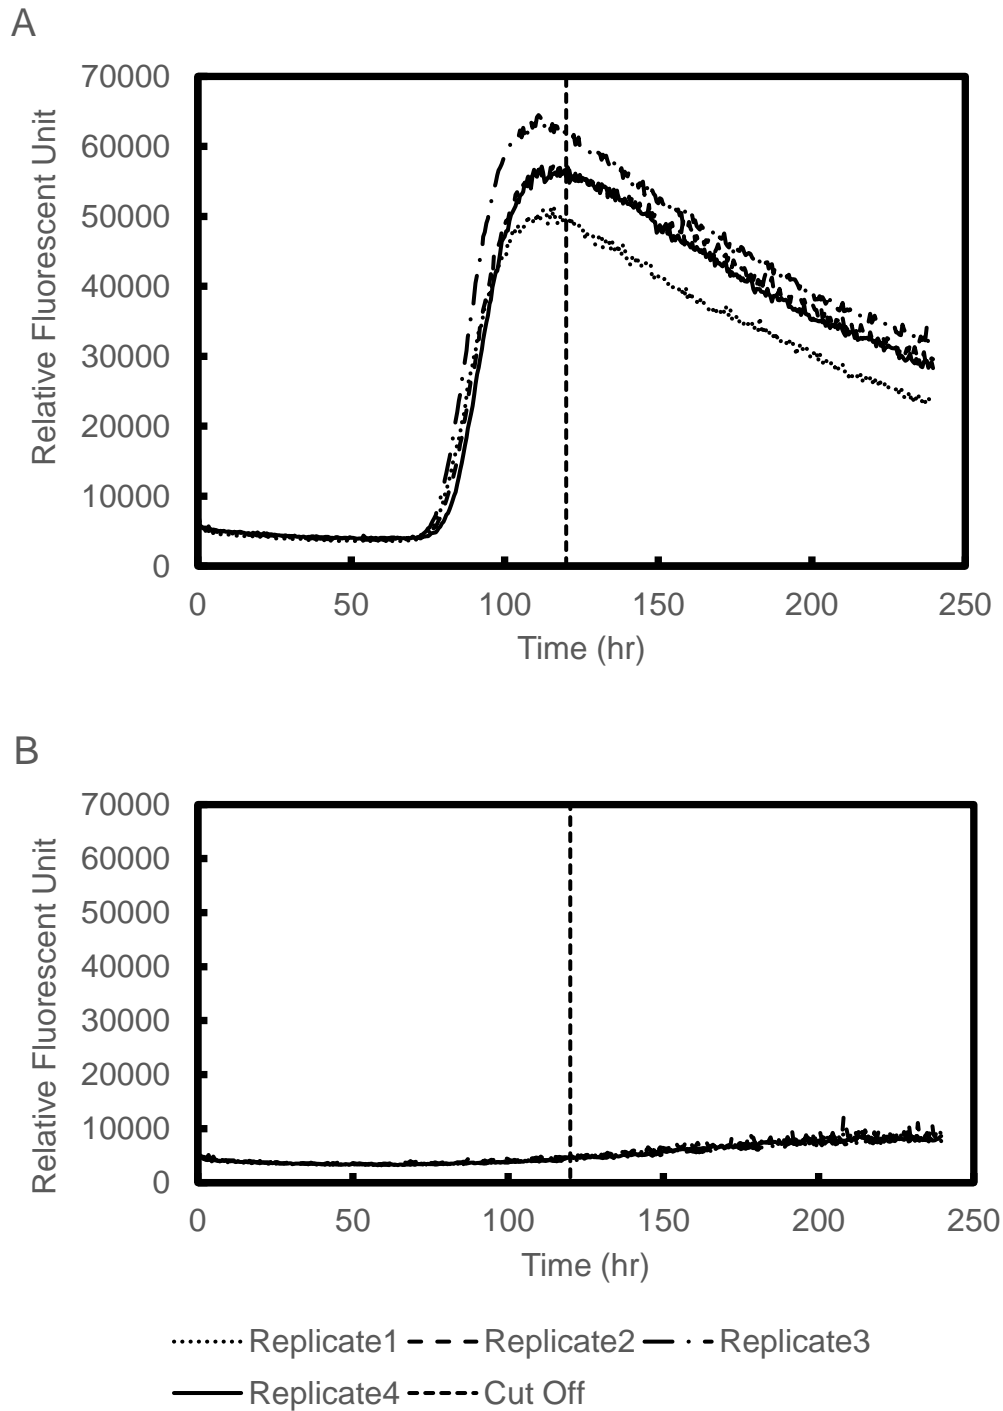 A
70000
60000
50000
40000
30000
20000
10000
0
Relative Fluorescent Unit
0 50 100 150 200 250
Time (hr)
B
70000
60000
50000
40000
30000
20000
10000
0
Relative Fluorescent Unit
0 50 100 150 200 250
Time (hr)
Replicate1 Replicate2 Replicate3
Replicate4 Cut Off